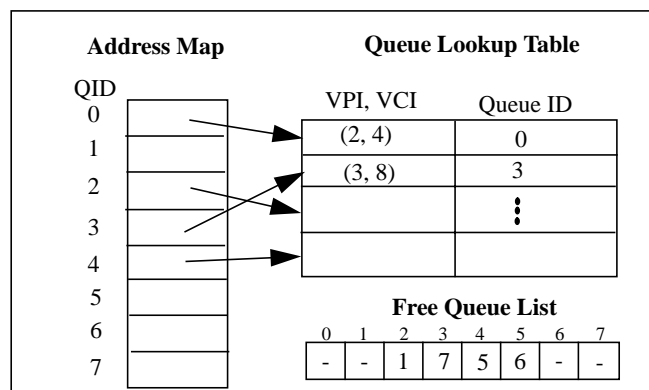 Address Map
Queue Lookup Table
QID
VPI, VCI
Queue ID
0
1
2
3
4
5
6
7
(2, 4)
0
(3, 8)
3
Free Queue List
0 1 2 3 4 5 6 7
- - 1 7 5 6 - -